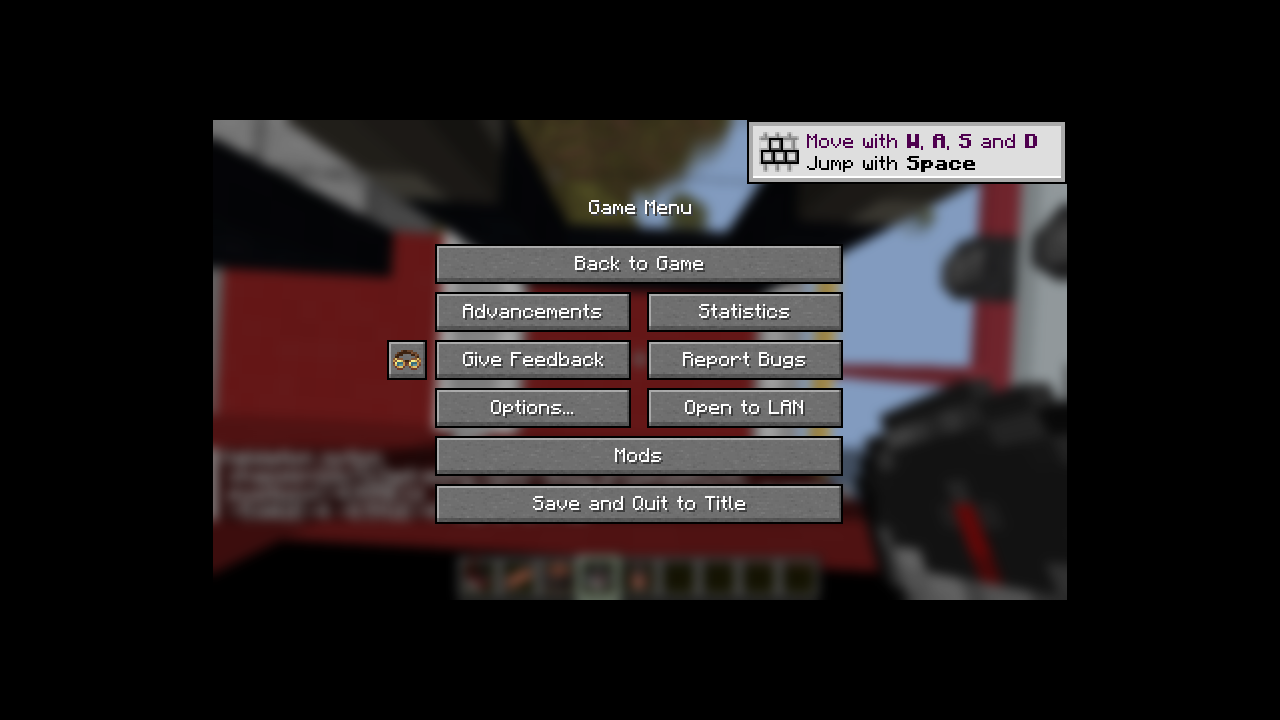 Move with W, A, S and D
Jump with Space
Game Menu
Back to Game
Advancements
Statistics
Give Feedback
Report Bugs
Options...
Open to LAN
Mods
Save and Quit to Title